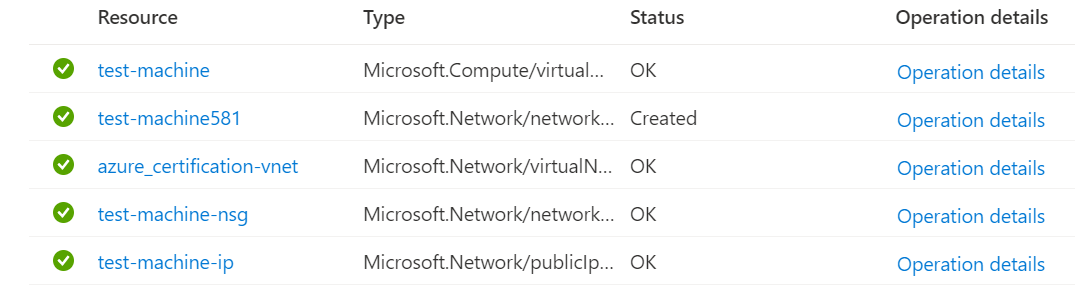 Resource Type Status Operation details
test-machine Microsoft.Compute/virtual... OK Operation details
test-machine581 Microsoft.Network/network... Created Operation details
azure_certification-vnet Microsoft.Network/virtualN... OK Operation details
test-machine-nsg Microsoft.Network/network... OK Operation details
test-machine-ip Microsoft.Network/publicIp... OK Operation details